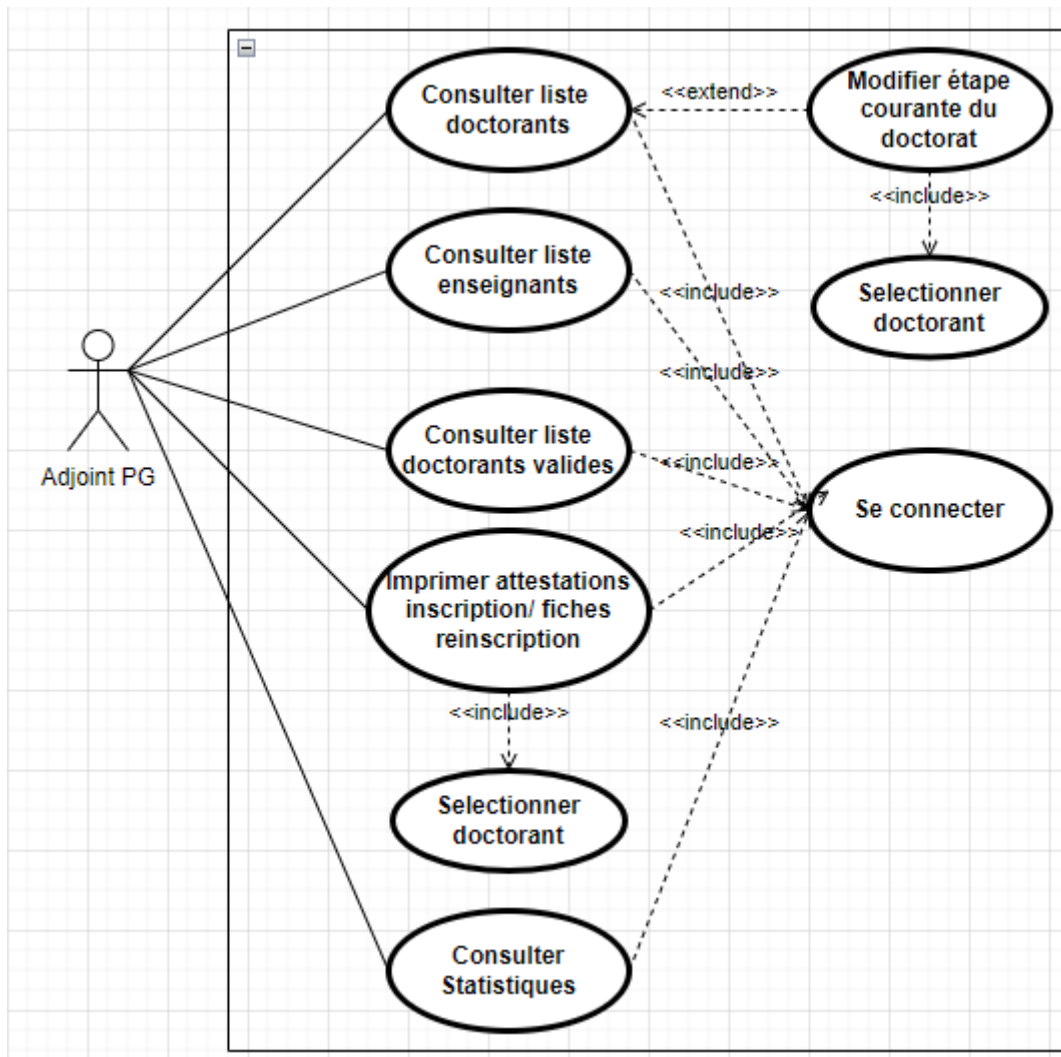 Consulter liste
doctorants
<<extend>>
Modifier étape
courante du
doctorat
<<include>>
Consulter liste
enseignants
<<include>>
Selectionner
doctorant
<<include>>
Adjoint PG
Consulter liste
doctorants valides
<<include>>
Se connecter
<<include>>
Imprimer attestations
inscription/ fiches
reinscription
<<include>>
<<include>>
Selectionner
doctorant
Consulter
Statistiques